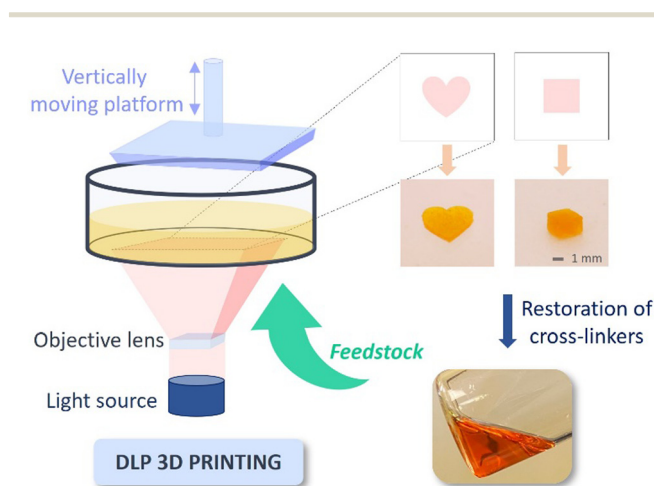 Vertically
moving platform
1 mm
Objective lens
Feedstock
Restoration of
cross-linkers
Light source
DLP 3D PRINTING